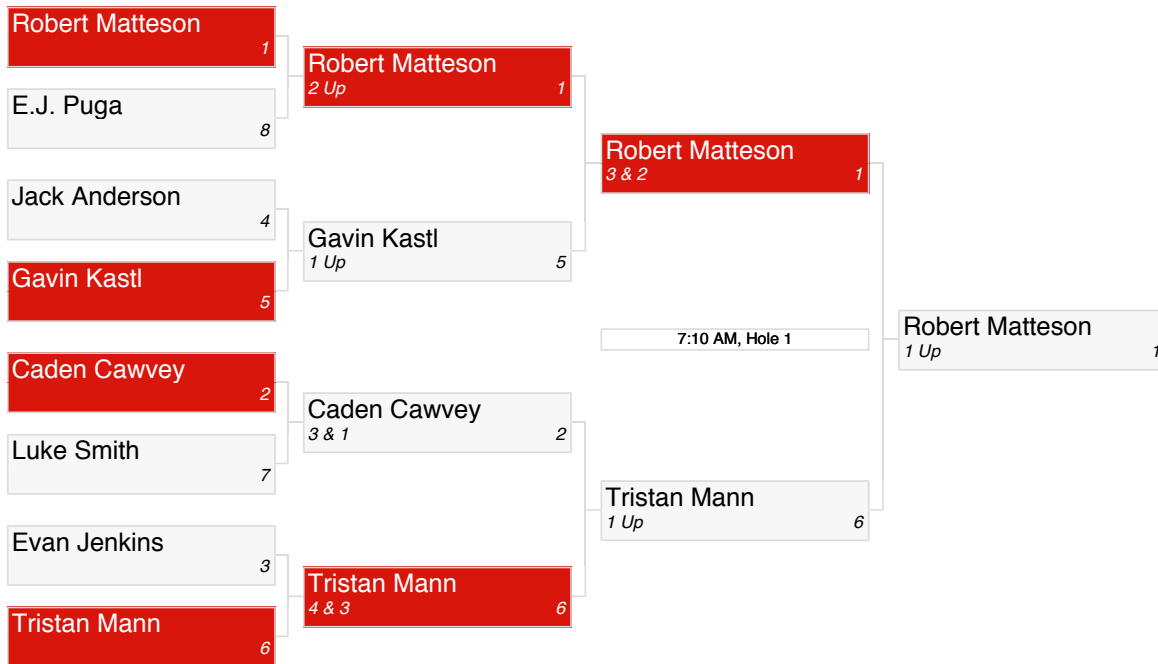 Robert Matteson
1
E.J. Puga
8
Jack Anderson
4
Gavin Kastl
5
Caden Cawvey
2
Luke Smith
7
Evan Jenkins
3
Tristan Mann
6
Robert Matteson
2 Up 1
Gavin Kastl
1 Up 5
Caden Cawvey
3 & 1 2
Tristan Mann
4 & 3 6
Robert Matteson
3 & 2 1
7:10 AM, Hole 1
Tristan Mann
1 Up 6
Robert Matteson
1 Up 1